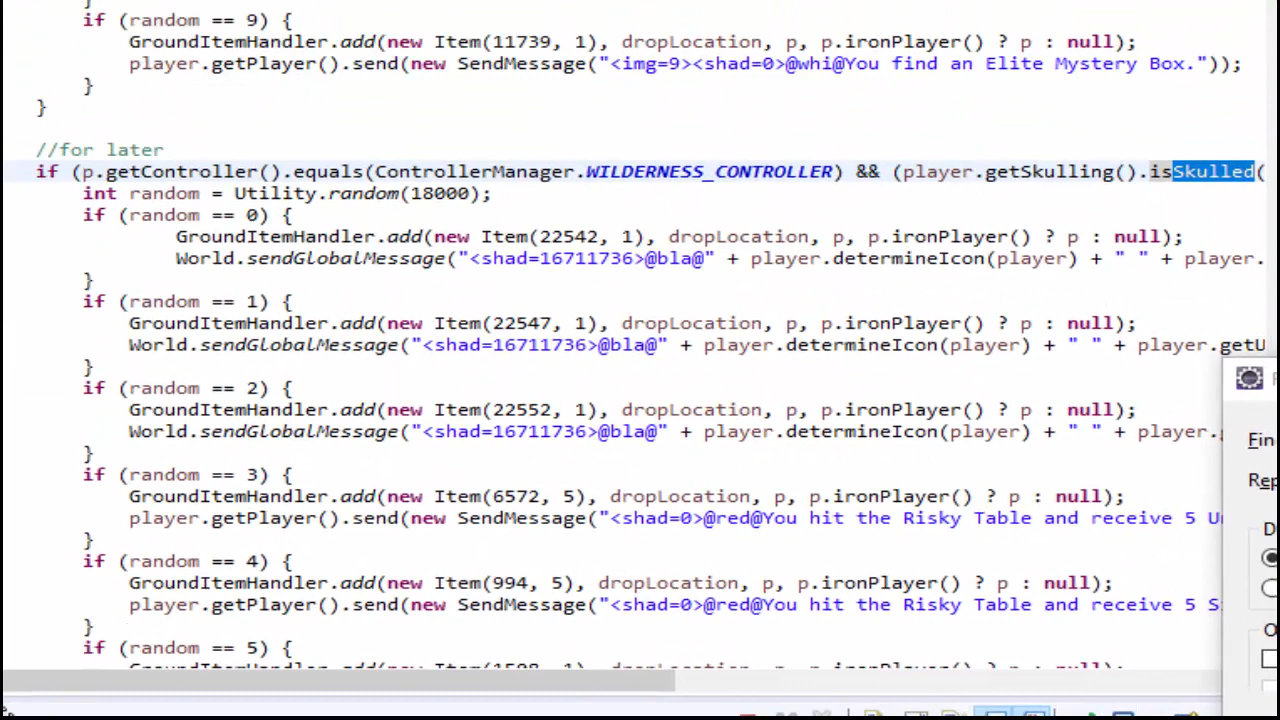 }
if (random == 9) {
GroundItemHandler.add(new Item(11739, 1), dropLocation, p, p.ironPlayer() ? p : null);
player.getPlayer().send(new SendMessage("<img=9><shad=0>@whi@You find an Elite Mystery Box."));
}
}
//for later
if (p.getController().equals(ControllerManager.WILDERNESS_CONTROLLER) && (player.getSkulling().isSkulled(
int random = Utility.random(18000);
if (random == 0) {
GroundItemHandler.add(new Item(22542, 1), dropLocation, p, p.ironPlayer() ? p : null);
World.sendGlobalMessage("<shad=16711736>@bla@" + player.determineIcon(player) + " " + player.
}
if (random == 1) {
GroundItemHandler.add(new Item(22547, 1), dropLocation, p, p.ironPlayer() ? p : null);
World.sendGlobalMessage("<shad=16711736>@bla@" + player.determineIcon(player) + " " + player.getU
}
if (random == 2) {
GroundItemHandler.add(new Item(22552, 1), dropLocation, p, p.ironPlayer() ? p : null);
World.sendGlobalMessage("<shad=16711736>@bla@" + player.determineIcon(player) + " " + player.
}
if (random == 3) {
GroundItemHandler.add(new Item(6572, 5), dropLocation, p, p.ironPlayer() ? p : null);
player.getPlayer().send(new SendMessage("<shad=0>@red@You hit the Risky Table and receive 5 U
}
if (random == 4) {
GroundItemHandler.add(new Item(994, 5), dropLocation, p, p.ironPlayer() ? p : null);
player.getPlayer().send(new SendMessage("<shad=0>@red@You hit the Risky Table and receive 5 S
}
if (random == 5) {
Fin
Rep
D
O